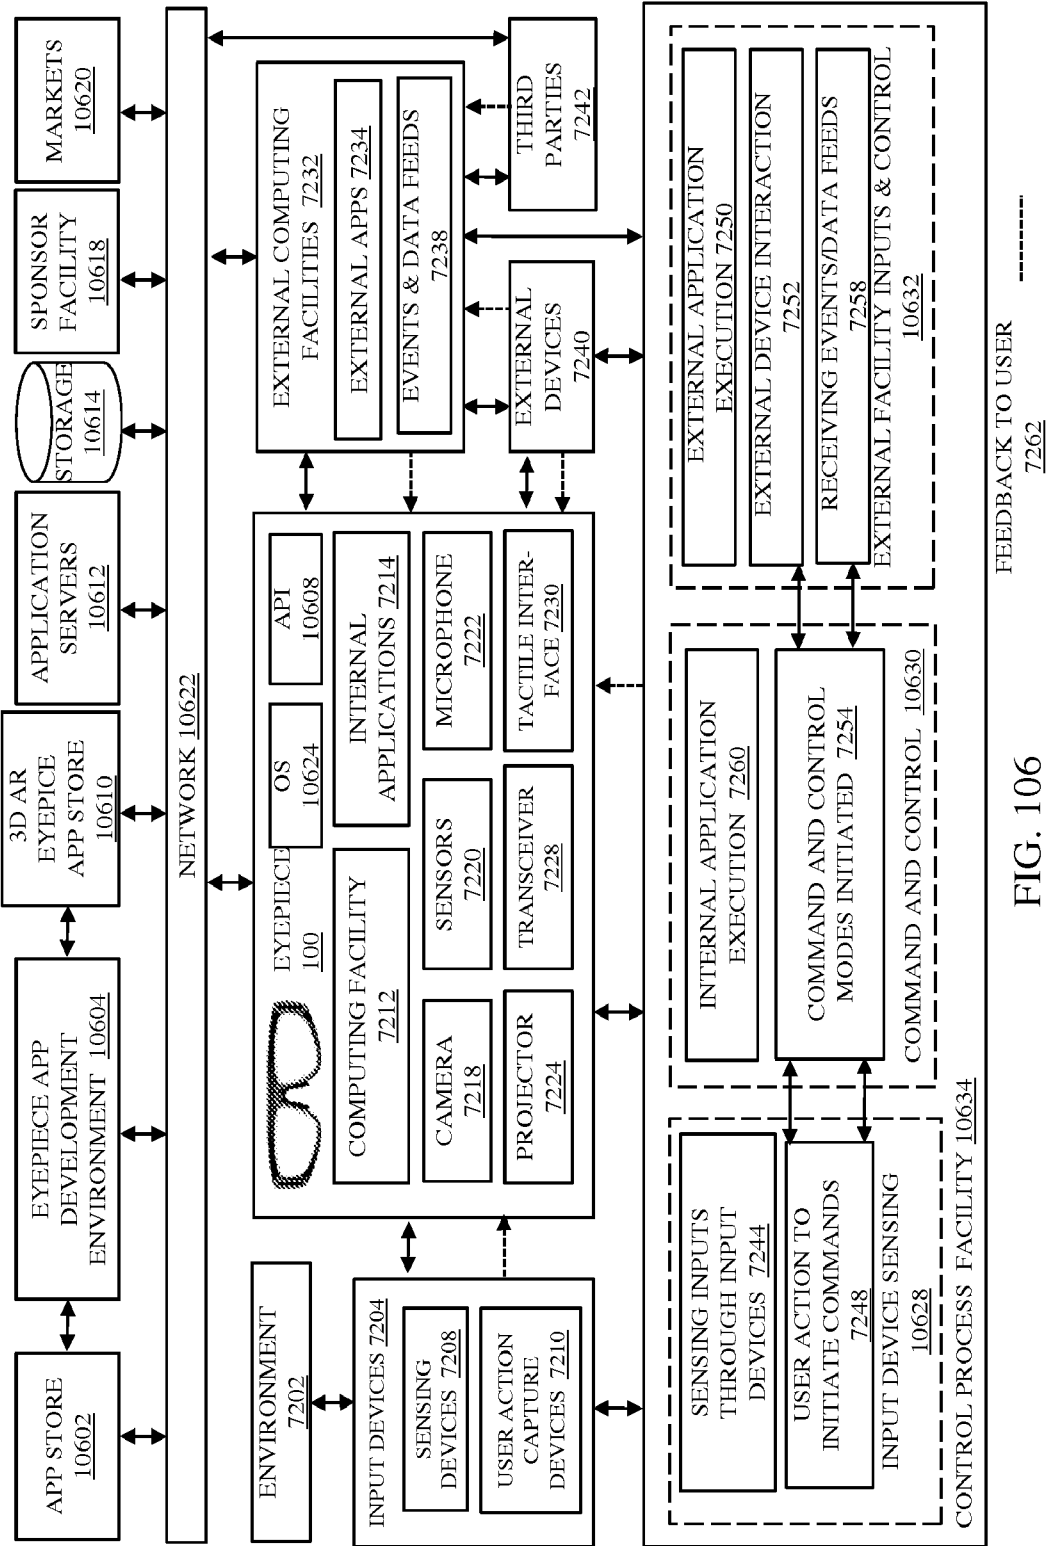 APP STORE
10602
EYEPIECE APP
DEVELOPMENT
ENVIRONMENT 10604
3D AR
EYEPICE
APP STORE
10610
APPLICATION
SERVERS
10612
STORAGE
10614
SPONSOR
FACILITY
10618
MARKETS
10620
NETWORK 10622
ENVIRONMENT
7202
INPUT DEVICES 7204
SENSING
DEVICES 7208
USER ACTION
CAPTURE
DEVICES 7210
EYEPIECE
100
OS
10624
API
10608
COMPUTING FACILITY
7212
INTERNAL
APPLICATIONS 7214
CAMERA
7218
SENSORS
7220
MICROPHONE
7222
PROJECTOR
7224
TRANSCEIVER
7228
TACTILE INTER-
FACE 7230
EXTERNAL COMPUTING
FACILITIES 7232
EXTERNAL APPS 7234
EVENTS & DATA FEEDS
7238
EXTERNAL
DEVICES
7240
THIRD
PARTIES
7242
SENSING INPUTS
THROUGH INPUT
DEVICES 7244
USER ACTION TO
INITIATE COMMANDS
7248
INPUT DEVICE SENSING
10628
INTERNAL APPLICATION
EXECUTION 7260
COMMAND AND CONTROL
MODES INITIATED 7254
COMMAND AND CONTROL 10630
EXTERNAL APPLICATION
EXECUTION 7250
EXTERNAL DEVICE INTERACTION
7252
RECEIVING EVENTS/DATA FEEDS
7258
EXTERNAL FACILITY INPUTS & CONTROL
10632
CONTROL PROCESS FACILITY 10634
FEEDBACK TO USER
7262
FIG. 106